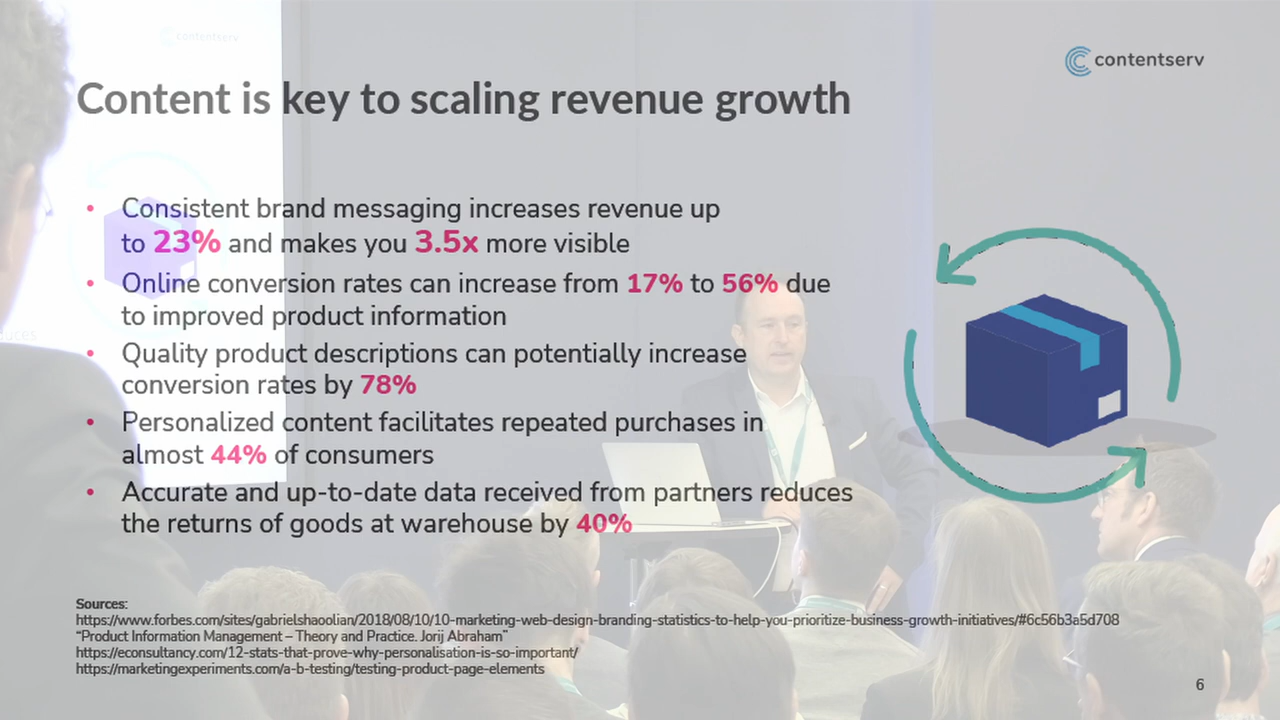 contentserv
contentserv
Content is key to scaling revenue growth
• Consistent brand messaging increases revenue up
to 23% and makes you 3.5x more visible
• Online conversion rates can increase from 17% to 56% due
to improved product information
• Quality product descriptions can potentially increase
conversion rates by 78%
• Personalized content facilitates repeated purchases in
almost 44% of consumers
• Accurate and up-to-date data received from partners reduces
the returns of goods at warehouse by 40%
Sources:
https://www.forbes.com/sites/gabrielshaoolian/2018/08/10/10-marketing-web-design-branding-statistics-to-help-you-prioritize-business-growth-initiatives/#6c56b3a5d708
“Product Information Management – Theory and Practice. Jorij Abraham”
https://econsultancy.com/12-stats-that-prove-why-personalisation-is-so-important/
https://marketingexperiments.com/a-b-testing/testing-product-page-elements
6